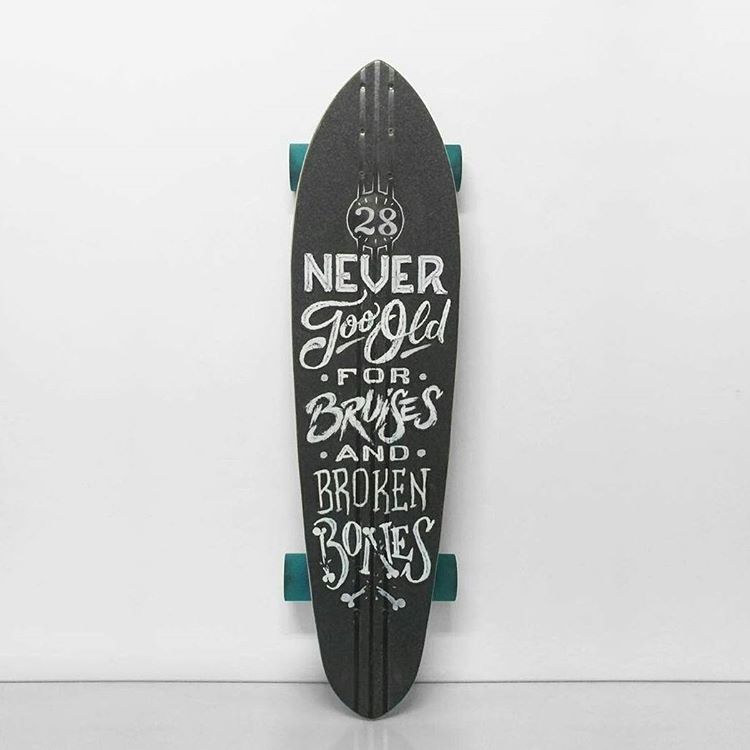 28
NEVER
Too Old
• FOR •
BRUISES
• AND •
BROKEN
BONES